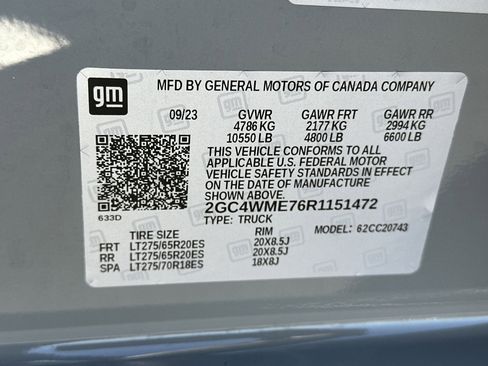 gm
MFD BY GENERAL MOTORS OF CANADA COMPANY
09/23 GVWR GAWR FRT GAWR RR
4786 KG 2177 KG 2994 KG
10550 LB 4800 LB 6600 LB
THIS VEHICLE CONFORMS TO ALL
APPLICABLE U.S. FEDERAL MOTOR
VEHICLE SAFETY STANDARDS IN EFFECT
ON THE DATE OF MANUFACTURE SHOWN ABOVE.
2GC4WME76R1151472
633D TYPE: TRUCK
MODEL: 62CC20743
TIRE SIZE RIM
FRT LT275/65R20ES 20X8.5J
RR LT275/65R20ES 20X8.5J
SPA LT275/70R18ES 18X8J